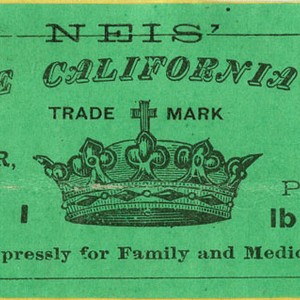 NEIS'
E CALIFORNIA
TRADE MARK
R,
P
1 lb
pressly for Family and Medic